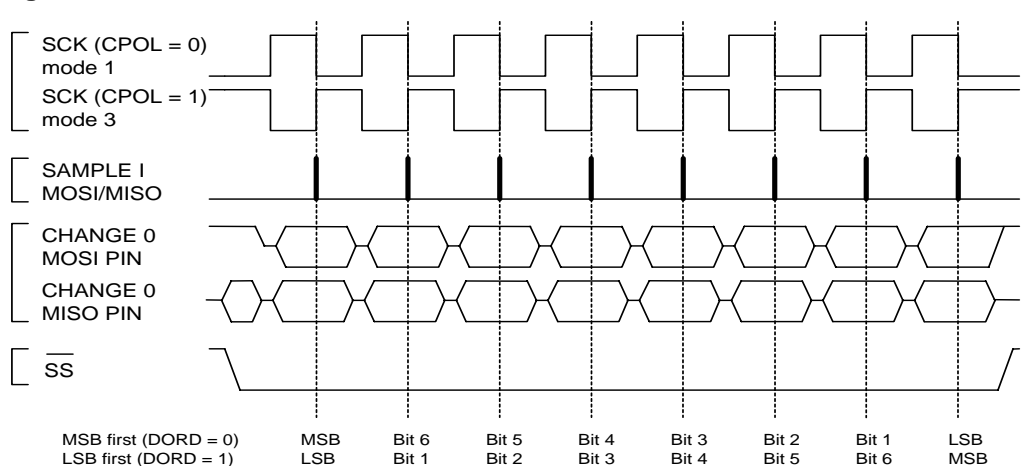 SCK (CPOL = 0)
mode 1
SCK (CPOL = 1)
mode 3
SAMPLE I
MOSI/MISO
CHANGE 0
MOSI PIN
CHANGE 0
MISO PIN
SS
MSB first (DORD = 0) MSB Bit 6 Bit 5 Bit 4 Bit 3 Bit 2 Bit 1 LSB
LSB first (DORD = 1) LSB Bit 1 Bit 2 Bit 3 Bit 4 Bit 5 Bit 6 MSB